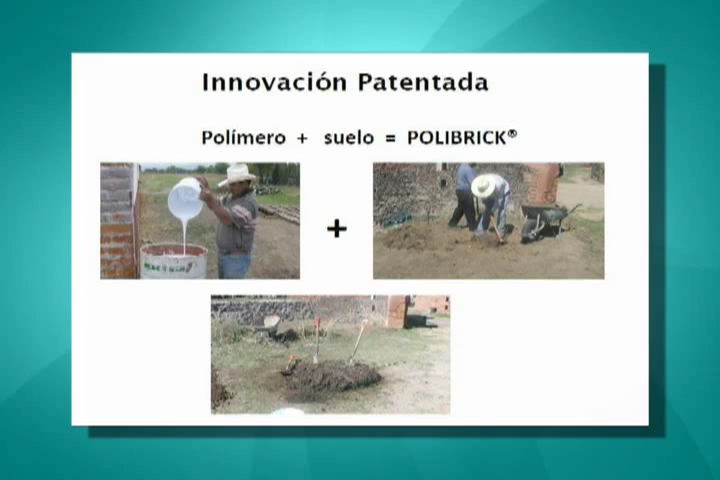 Innovación Patentada
Polímero + suelo = POLIBRICK®
+